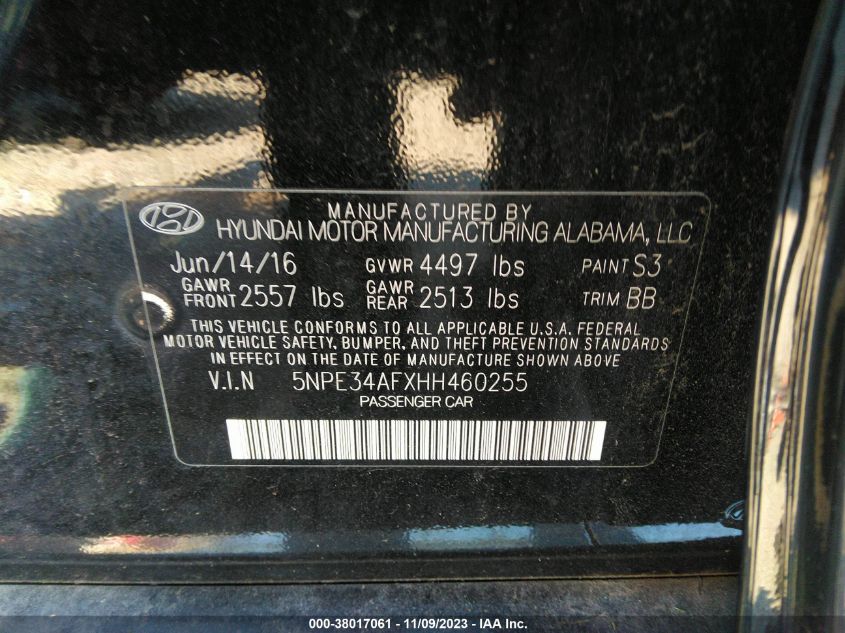 MANUFACTURED BY
HYUNDAI MOTOR MANUFACTURING ALABAMA, LLC
Jun/14/16 GVWR 4497 lbs PAINT S3
GAWR FRONT 2557 lbs GAWR REAR 2513 lbs TRIM BB
THIS VEHICLE CONFORMS TO ALL APPLICABLE U.S.A. FEDERAL
MOTOR VEHICLE SAFETY, BUMPER, AND THEFT PREVENTION STANDARDS
IN EFFECT ON THE DATE OF MANUFACTURE SHOWN ABOVE
V.I.N 5NPE34AFXHH460255
PASSENGER CAR
000-38017061 - 11/09/2023 - IAA Inc.